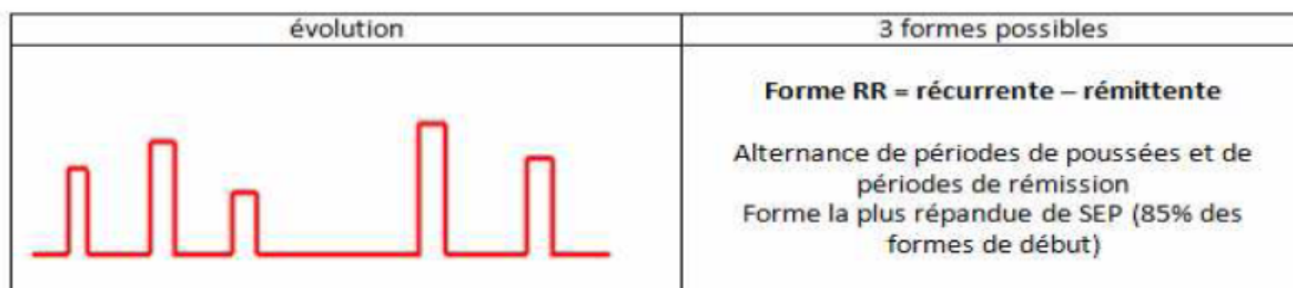 évolution
3 formes possibles
Forme RR = récurrente – rémittente
Alternance de périodes de poussées et de
périodes de rémission
Forme la plus répandue de SEP (85% des
formes de début)